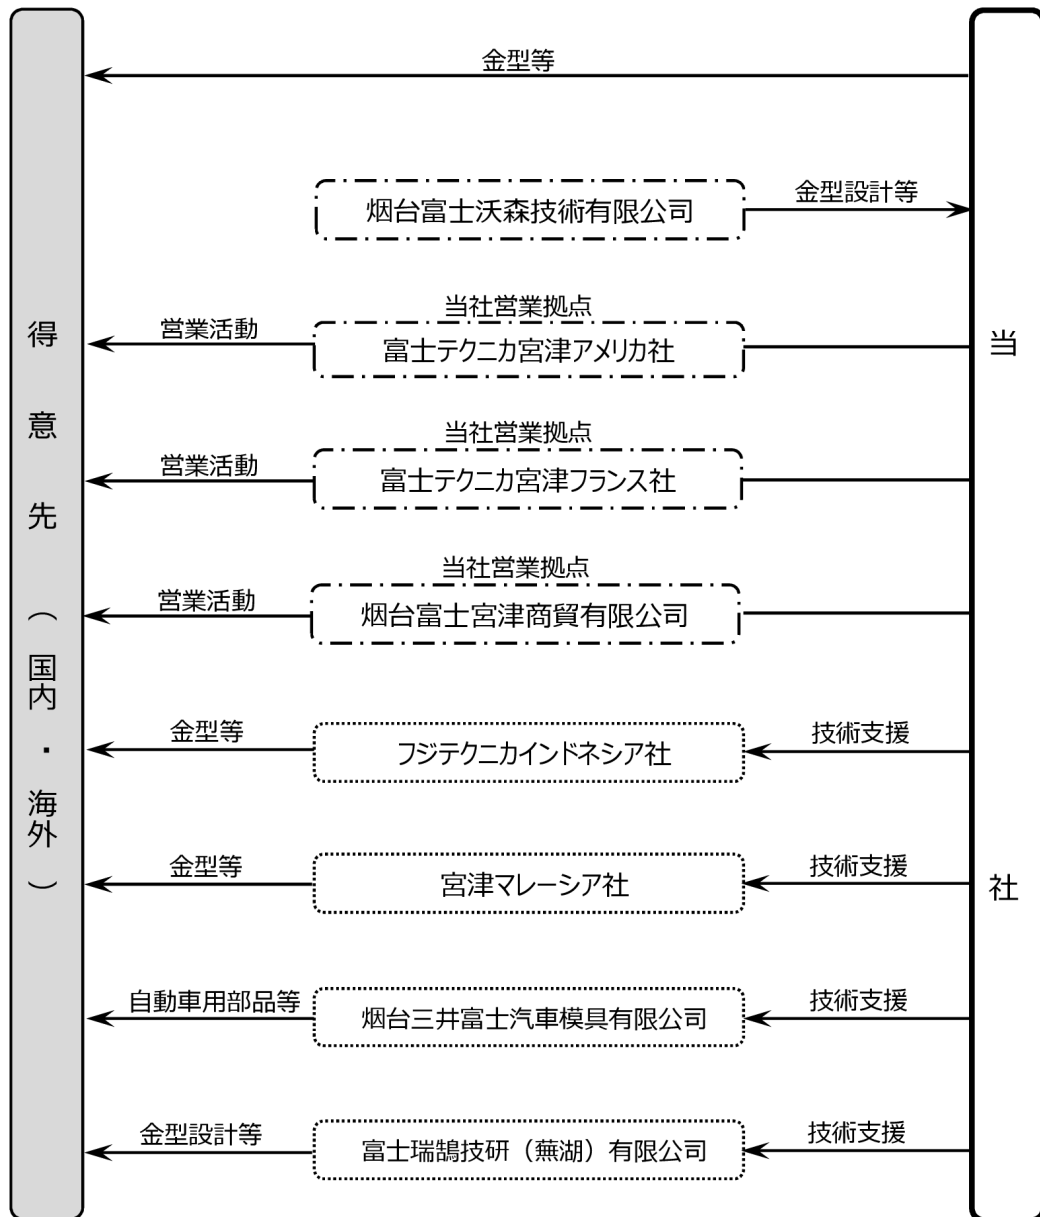 金型等
烟台富士沃森技術有限公司
金型設計等
当社営業拠点
営業活動
富士テクニカ宮津アメリカ社
当社営業拠点
営業活動
富士テクニカ宮津フランス社
当社営業拠点
営業活動
烟台富士宮津商貿有限公司
金型等
フジテクニカインドネシア社
技術支援
金型等
宮津マレーシア社
技術支援
自動車用部品等
烟台三井富士汽車模具有限公司
技術支援
金型設計等
富士瑞鵠技研（蕪湖）有限公司
技術支援
得意先（国内・海外）
当社